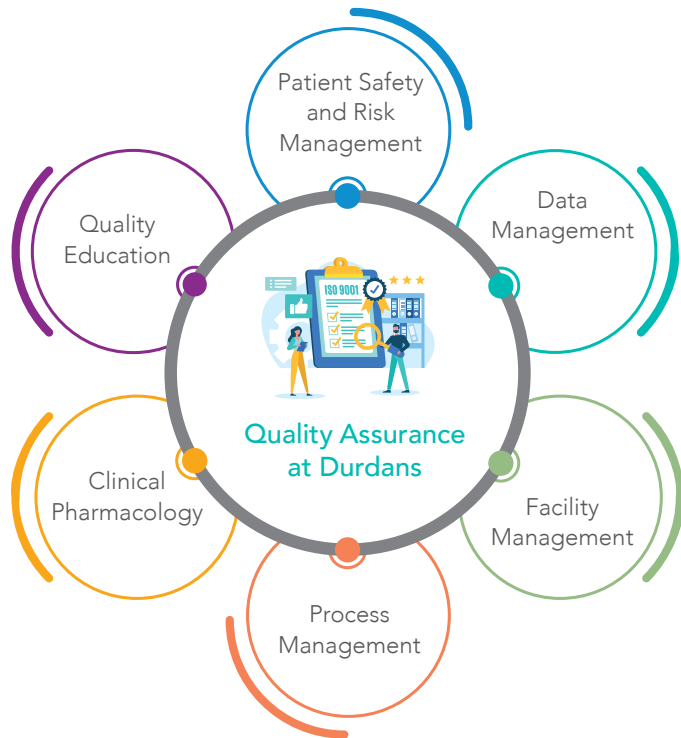 Patient Safety
and Risk
Management
Data
Management
Facility
Management
Process
Management
Clinical
Pharmacology
Quality
Education
ISO 9001
Quality Assurance
at Durdans